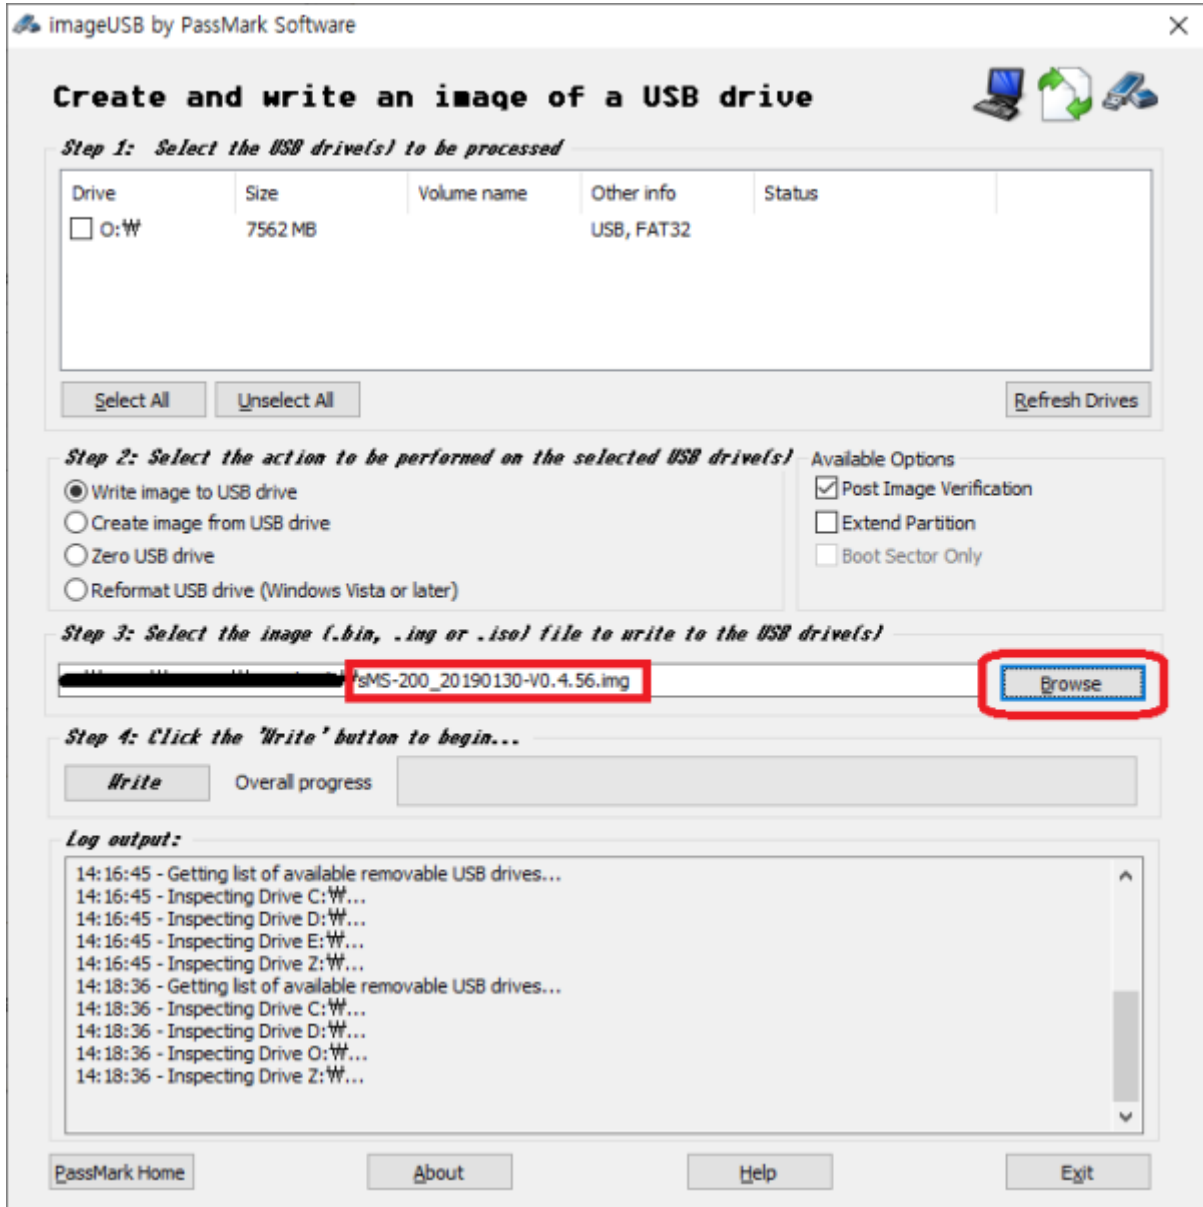 imageUSB by PassMark Software
Create and write an image of a USB drive
Step 1: Select the USB drive(s) to be processed
Drive Size Volume name Other info Status
O:₩ 7562 MB USB, FAT32
Select All Unselect All Refresh Drives
Step 2: Select the action to be performed on the selected USB drive(s) Available Options
Write image to USB drive Post Image Verification
Create image from USB drive Extend Partition
Zero USB drive Boot Sector Only
Reformat USB drive (Windows Vista or later)
Step 3: Select the image (.bin, .img or .iso) file to write to the USB drive(s)
₩sMS-200_20190130-V0.4.56.img Browse
Step 4: Click the 'Write' button to begin...
Write Overall progress
Log output:
14:16:45 - Getting list of available removable USB drives...
14:16:45 - Inspecting Drive C:₩...
14:16:45 - Inspecting Drive D:₩...
14:16:45 - Inspecting Drive E:₩...
14:16:45 - Inspecting Drive Z:₩...
14:18:36 - Getting list of available removable USB drives...
14:18:36 - Inspecting Drive C:₩...
14:18:36 - Inspecting Drive D:₩...
14:18:36 - Inspecting Drive O:₩...
14:18:36 - Inspecting Drive Z:₩...
PassMark Home About Help Exit